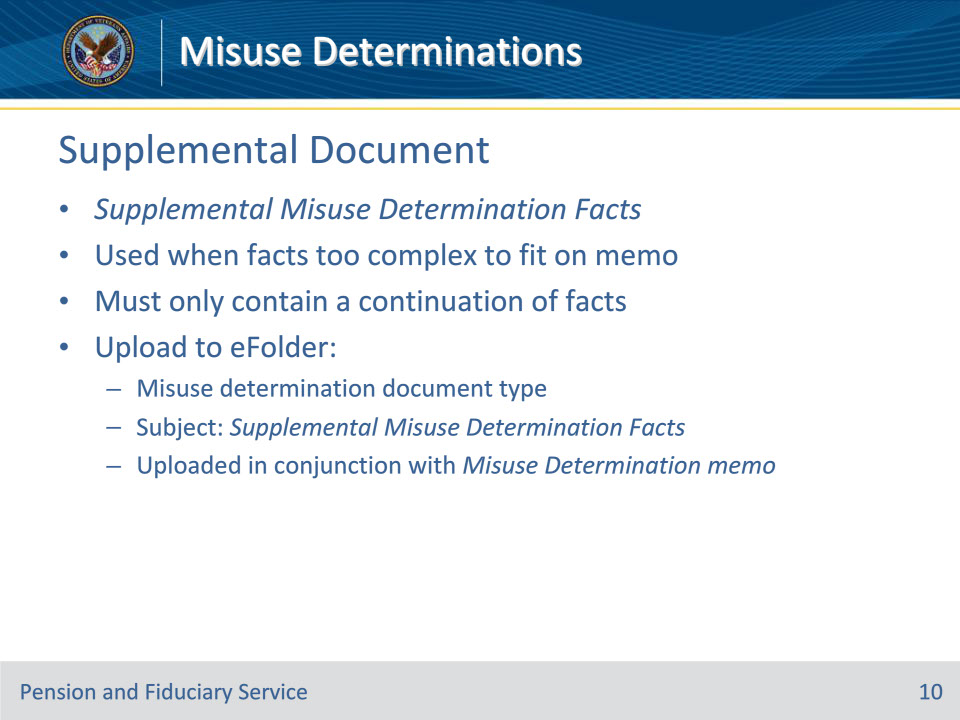 Misuse Determinations
Supplemental Document
• Supplemental Misuse Determination Facts
• Used when facts too complex to fit on memo
• Must only contain a continuation of facts
• Upload to eFolder:
– Misuse determination document type
– Subject: Supplemental Misuse Determination Facts
– Uploaded in conjunction with Misuse Determination memo
Pension and Fiduciary Service
10